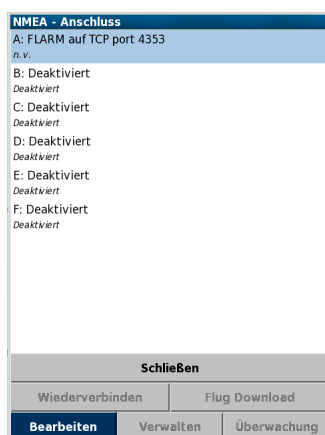 NMEA - Anschluss
A: FLARM auf TCP port 4353
n.v.
B: Deaktiviert
Deaktiviert
C: Deaktiviert
Deaktiviert
D: Deaktiviert
Deaktiviert
E: Deaktiviert
Deaktiviert
F: Deaktiviert
Deaktiviert
Schließen
Wiederverbinden Flug Download
Bearbeiten Verwalten Überwachung